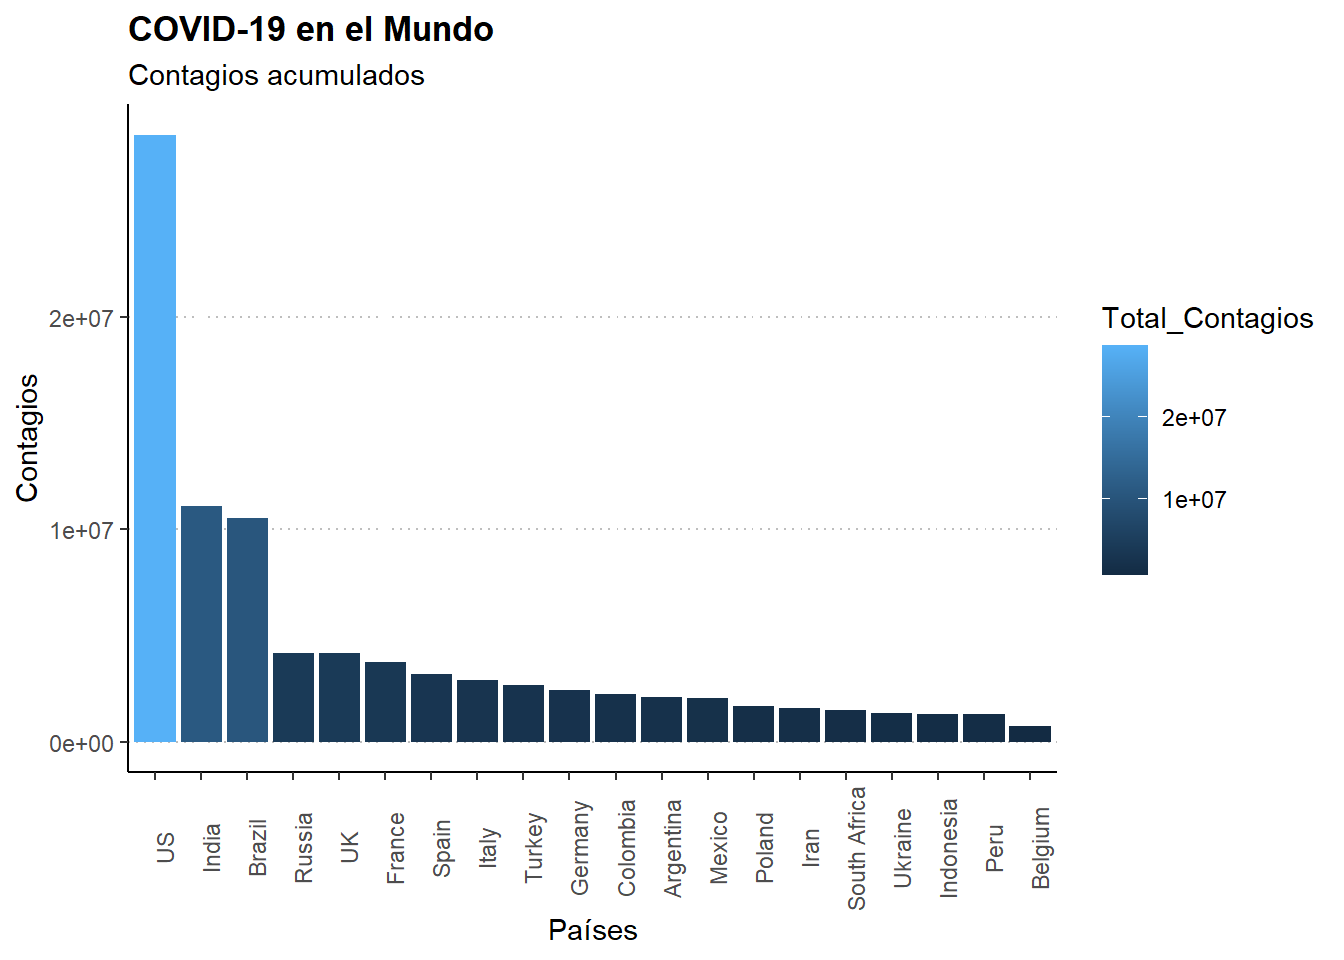 COVID-19 en el Mundo
Contagios acumulados
Contagios
2e+07
1e+07
0e+00
US
India
Brazil
Russia
UK
France
Spain
Italy
Turkey
Germany
Colombia
Argentina
Mexico
Poland
Iran
South Africa
Ukraine
Indonesia
Peru
Belgium
Países
Total_Contagios
2e+07
1e+07